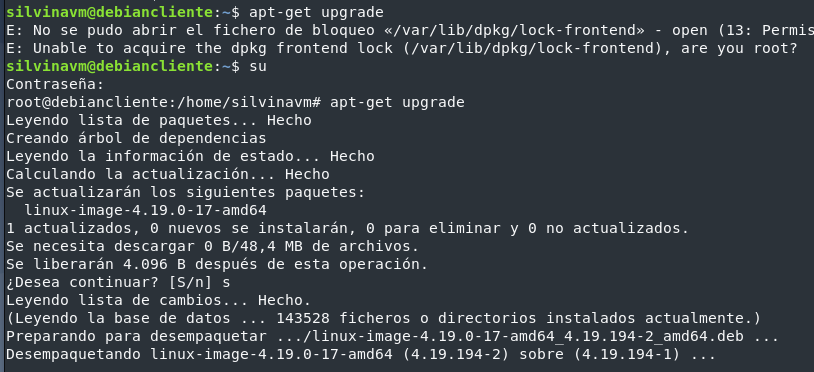 silvinavm@debiancliente:~$ apt-get upgrade
E: No se pudo abrir el fichero de bloqueo «/var/lib/dpkg/lock-frontend» - open (13: Permis
E: Unable to acquire the dpkg frontend lock (/var/lib/dpkg/lock-frontend), are you root?
silvinavm@debiancliente:~$ su
Contraseña:
root@debiancliente:/home/silvinavm# apt-get upgrade
Leyendo lista de paquetes... Hecho
Creando árbol de dependencias
Leyendo la información de estado... Hecho
Calculando la actualización... Hecho
Se actualizarán los siguientes paquetes:
  linux-image-4.19.0-17-amd64
1 actualizados, 0 nuevos se instalarán, 0 para eliminar y 0 no actualizados.
Se necesita descargar 0 B/48,4 MB de archivos.
Se liberarán 4.096 B después de esta operación.
¿Desea continuar? [S/n] s
Leyendo lista de cambios... Hecho.
(Leyendo la base de datos ... 143528 ficheros o directorios instalados actualmente.)
Preparando para desempaquetar .../linux-image-4.19.0-17-amd64_4.19.194-2_amd64.deb ...
Desempaquetando linux-image-4.19.0-17-amd64 (4.19.194-2) sobre (4.19.194-1) ...